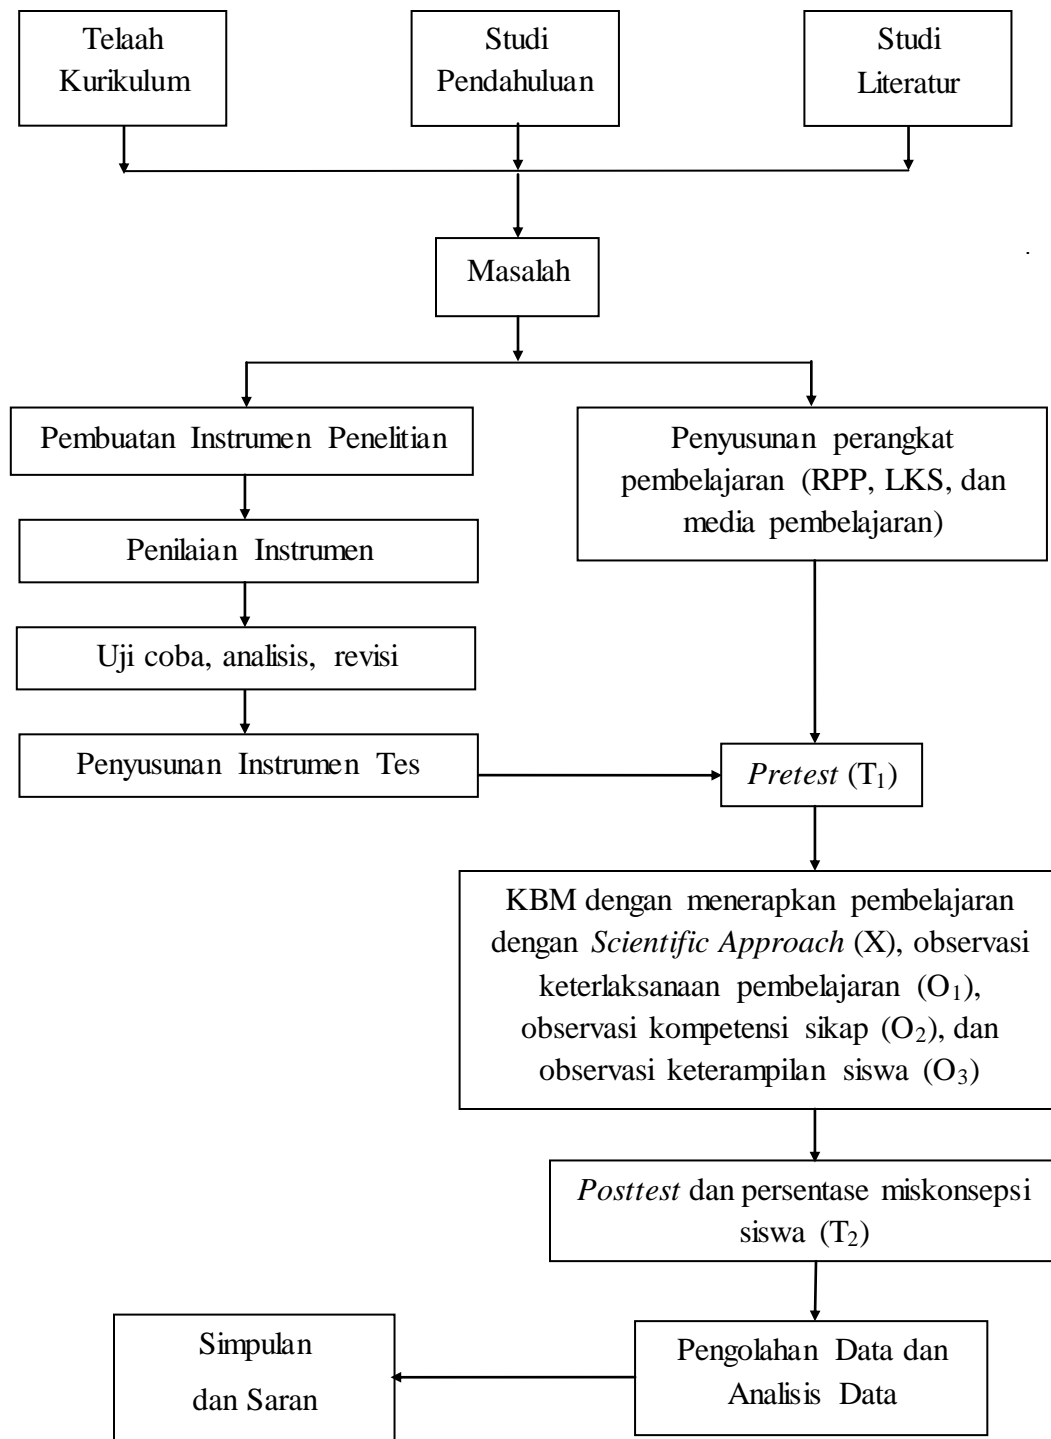 Telaah
Kurikulum
Studi
Pendahuluan
Studi
Literatur
Masalah
Pembuatan Instrumen Penelitian
Penilaian Instrumen
Uji coba, analisis, revisi
Penyusunan Instrumen Tes
Penyusunan perangkat
pembelajaran (RPP, LKS, dan
media pembelajaran)
Pretest (T₁)
KBM dengan menerapkan pembelajaran
dengan Scientific Approach (X), observasi
keterlaksanaan pembelajaran (O₁),
observasi kompetensi sikap (O₂), dan
observasi keterampilan siswa (O₃)
Posttest dan persentase miskonsepsi
siswa (T₂)
Pengolahan Data dan
Analisis Data
Simpulan
dan Saran